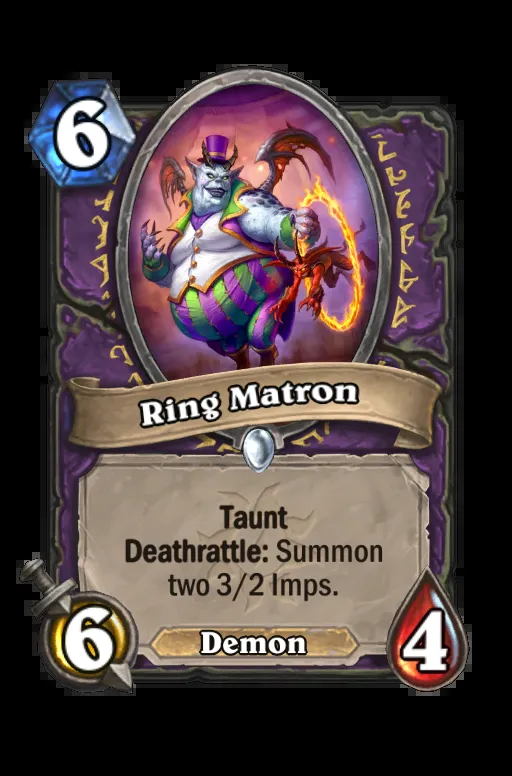 6
Ring Matron
Taunt
Deathrattle: Summon
two 3/2 Imps.
6
Demon
4